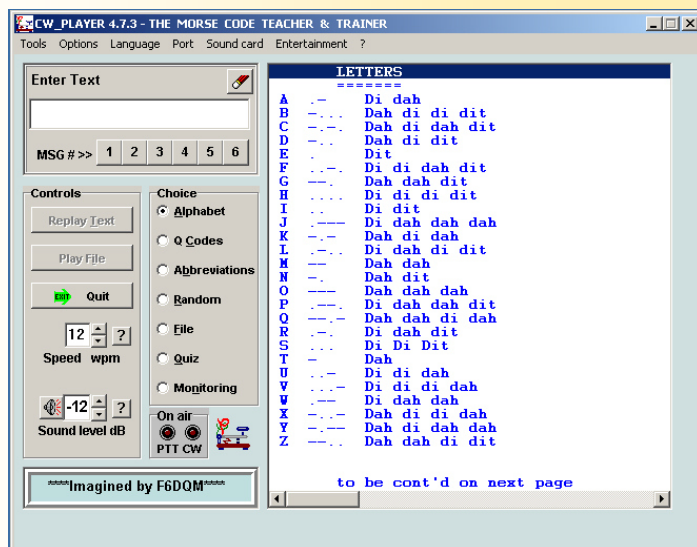 CW_PLAYER 4.7.3 - THE MORSE CODE TEACHER & TRAINER
Tools Options Language Port Sound card Entertainment ?
Enter Text
MSG # >> 1 2 3 4 5 6
Controls
Replay Text
Play File
EXIT Quit
12 ?
Speed wpm
-12 ?
Sound level dB
Choice
Alphabet
Q Codes
Abbreviations
Random
File
Quiz
Monitoring
On air
PTT CW
****Imagined by F6DQM****
LETTERS
=======
A .- Di dah
B -... Dah di di dit
C -.-. Dah di dah dit
D -.. Dah di dit
E . Dit
F ..-. Di di dah dit
G --. Dah dah dit
H .... Di di di dit
I .. Di dit
J .--- Di dah dah dah
K -.- Dah di dah
L .-.. Di dah di dit
M -- Dah dah
N -. Dah dit
O --- Dah dah dah
P .--. Di dah dah dit
Q --.- Dah dah di dah
R .-. Di dah dit
S ... Di Di Dit
T - Dah
U ..- Di di dah
V ...- Di di di dah
W .-- Di dah dah
X -..- Dah di di dah
Y -.-- Dah di dah dah
Z --.. Dah dah di dit
to be cont'd on next page